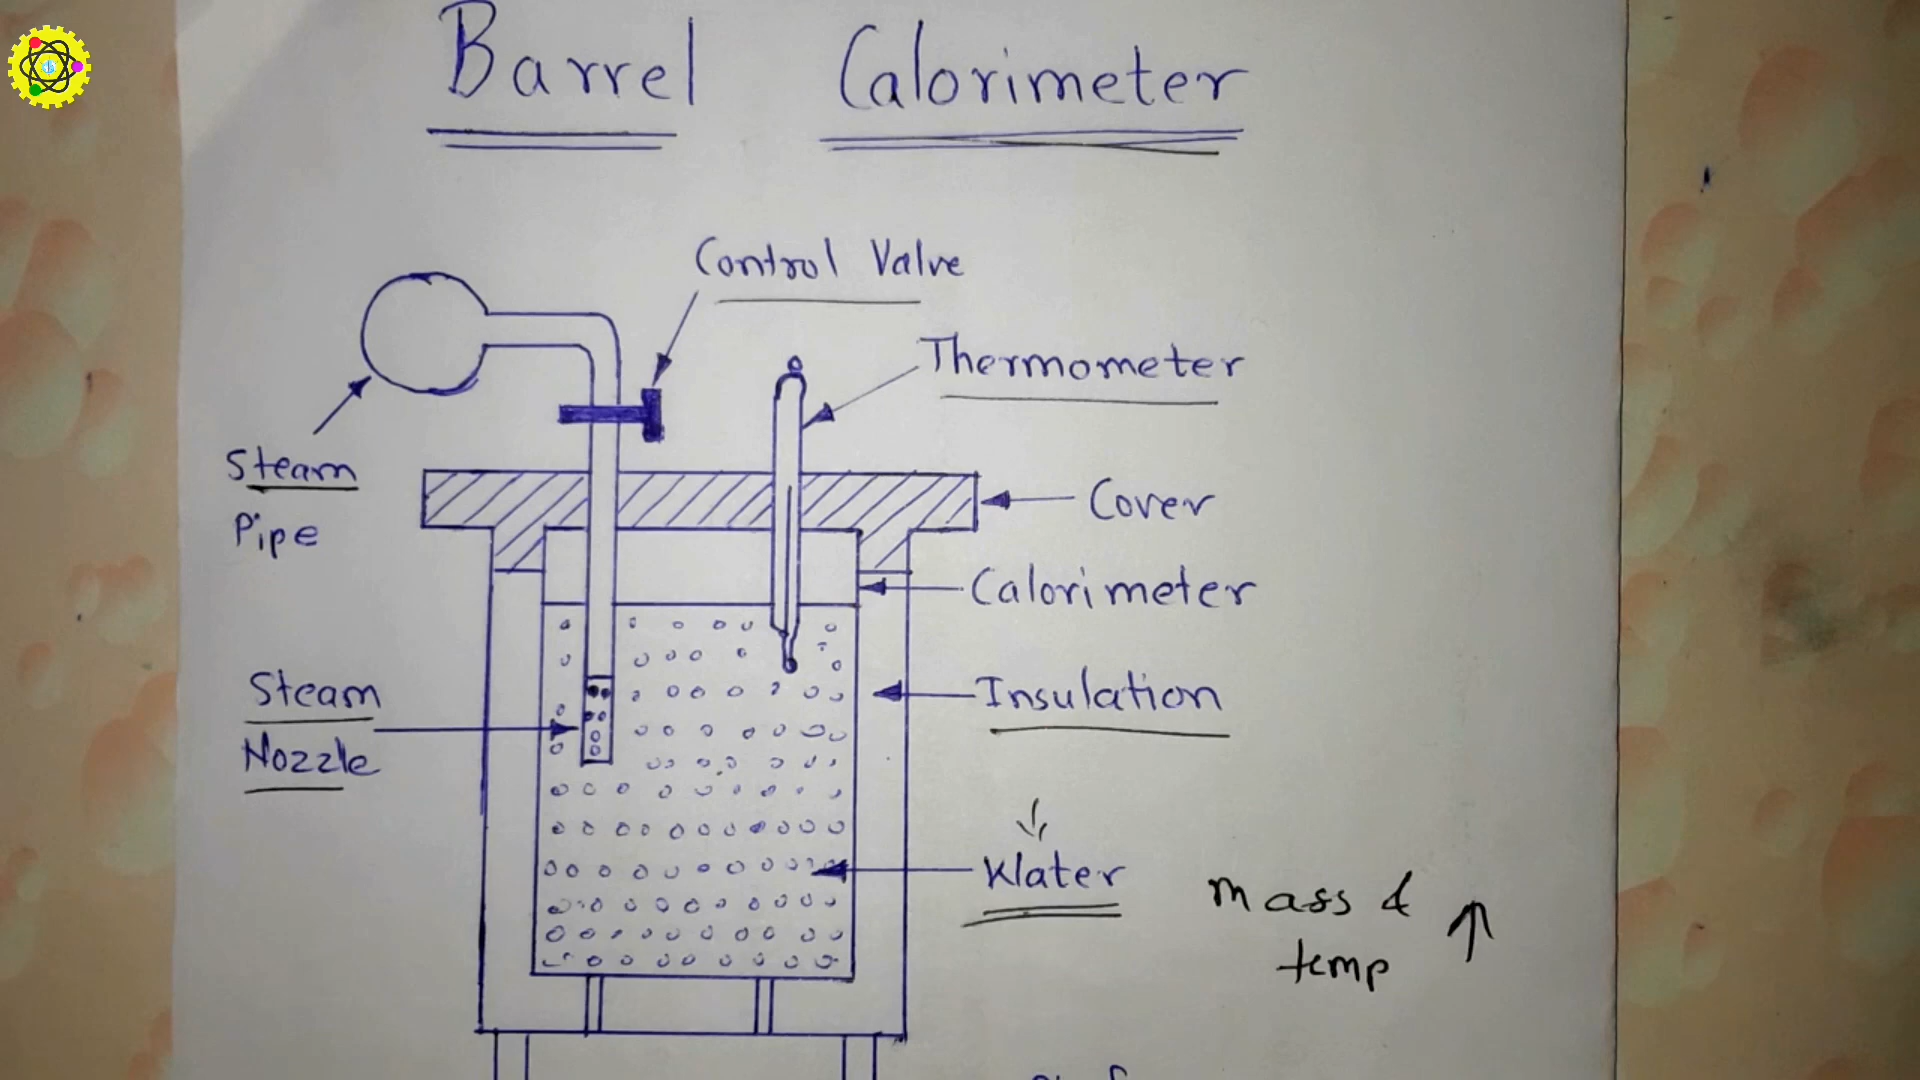 Barrel Calorimeter
Control Valve
Thermometer
Steam
Pipe
Cover
Calorimeter
Steam
Nozzle
Insulation
Water
mass &
temp ↑